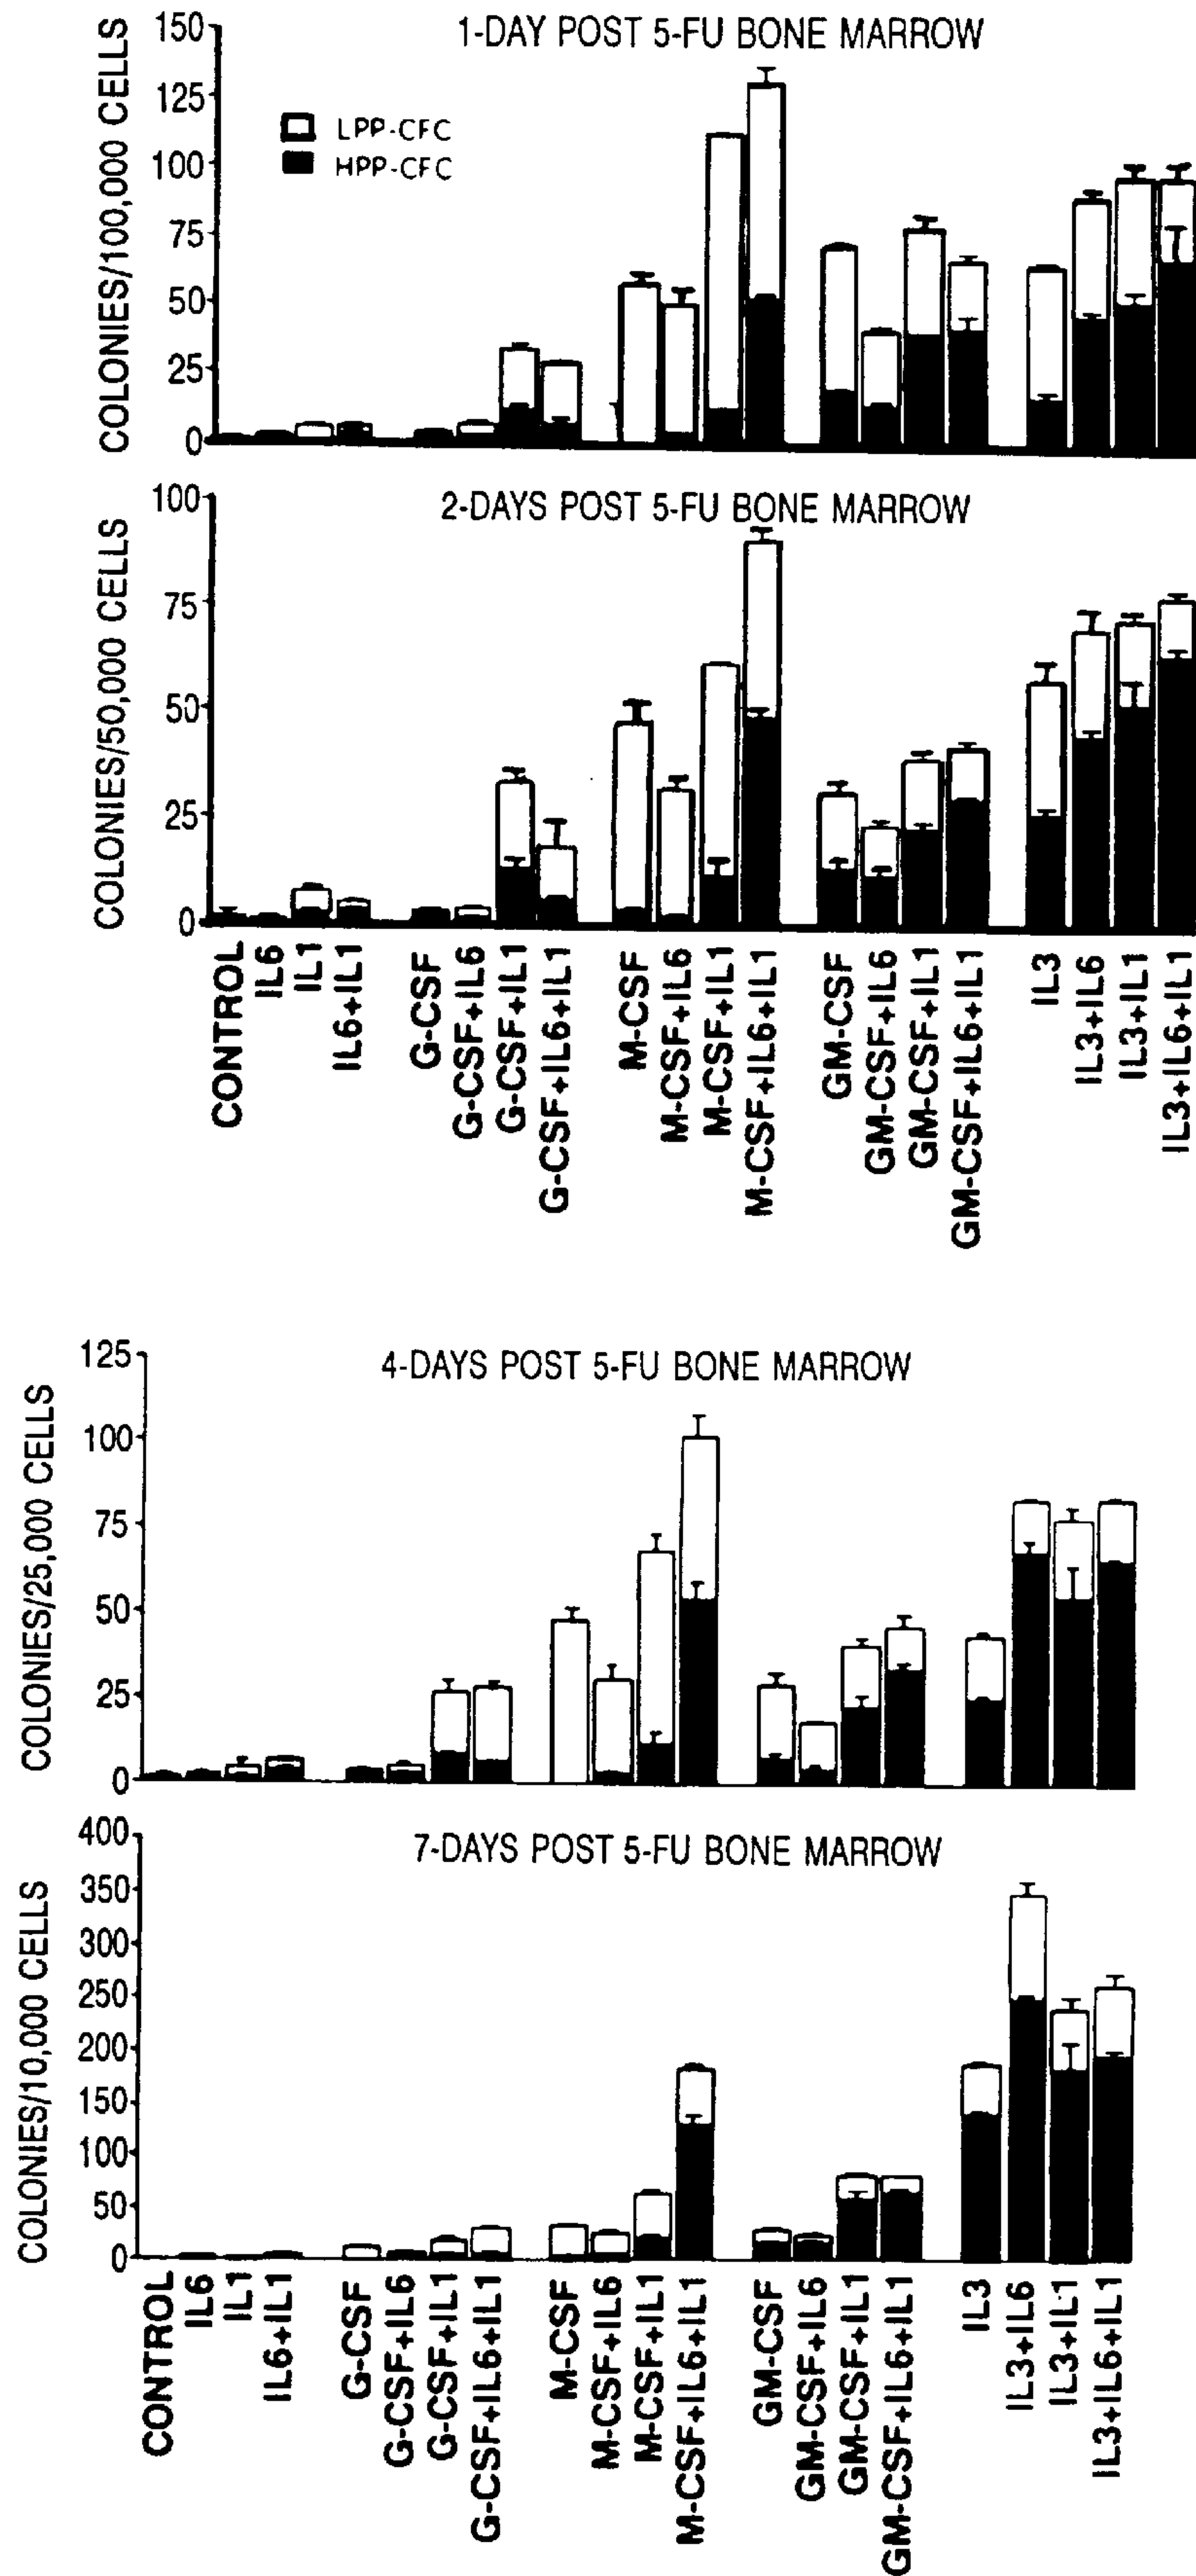 1-DAY POST 5-FU BONE MARROW
COLONIES/100,000 CELLS
150
125
100
75
50
25
0
LPP-CFC
HPP-CFC
2-DAYS POST 5-FU BONE MARROW
COLONIES/50,000 CELLS
100
75
50
25
0
CONTROL
IL6
IL1
IL6+IL1
G-CSF
G-CSF+IL6
G-CSF+IL1
G-CSF+IL6+IL1
M-CSF
M-CSF+IL6
M-CSF+IL1
M-CSF+IL6+IL1
GM-CSF
GM-CSF+IL6
GM-CSF+IL1
GM-CSF+IL6+IL1
IL3
IL3+IL6
IL3+IL1
IL3+IL6+IL1
4-DAYS POST 5-FU BONE MARROW
COLONIES/25,000 CELLS
125
100
75
50
25
0
7-DAYS POST 5-FU BONE MARROW
COLONIES/10,000 CELLS
400
350
300
250
200
150
100
50
0
CONTROL
IL6
IL1
IL6+IL1
G-CSF
G-CSF+IL6
G-CSF+IL1
G-CSF+IL6+IL1
M-CSF
M-CSF+IL6
M-CSF+IL1
M-CSF+IL6+IL1
GM-CSF
GM-CSF+IL6
GM-CSF+IL1
GM-CSF+IL6+IL1
IL3
IL3+IL6
IL3+IL1
IL3+IL6+IL1